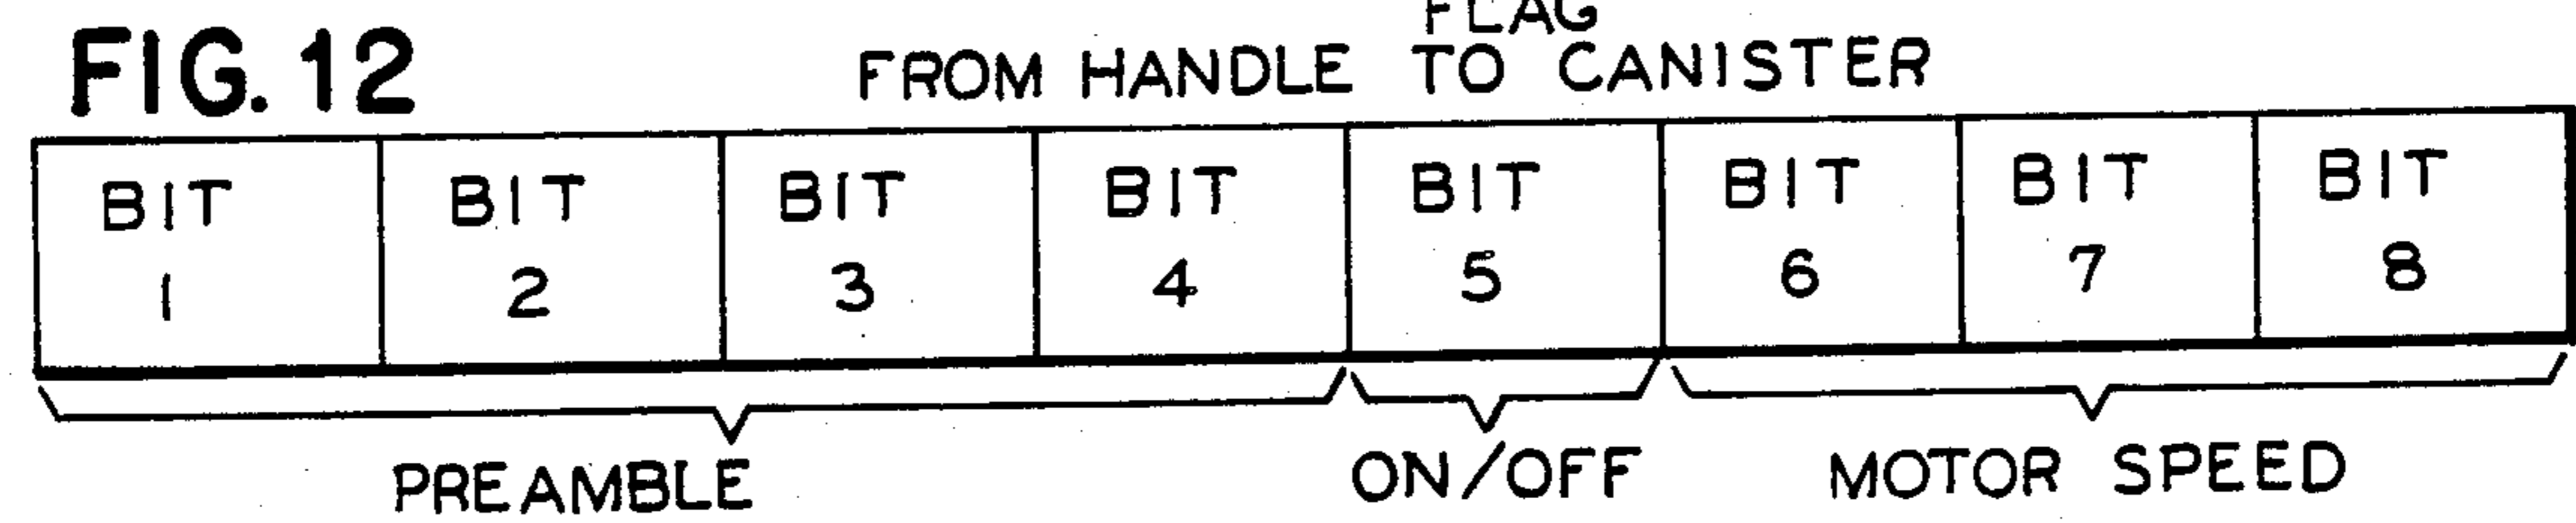 FLAG
FIG. 12 FROM HANDLE TO CANISTER
BIT BIT BIT BIT BIT BIT BIT BIT
1 2 3 4 5 6 7 8
PREAMBLE ON/OFF MOTOR SPEED